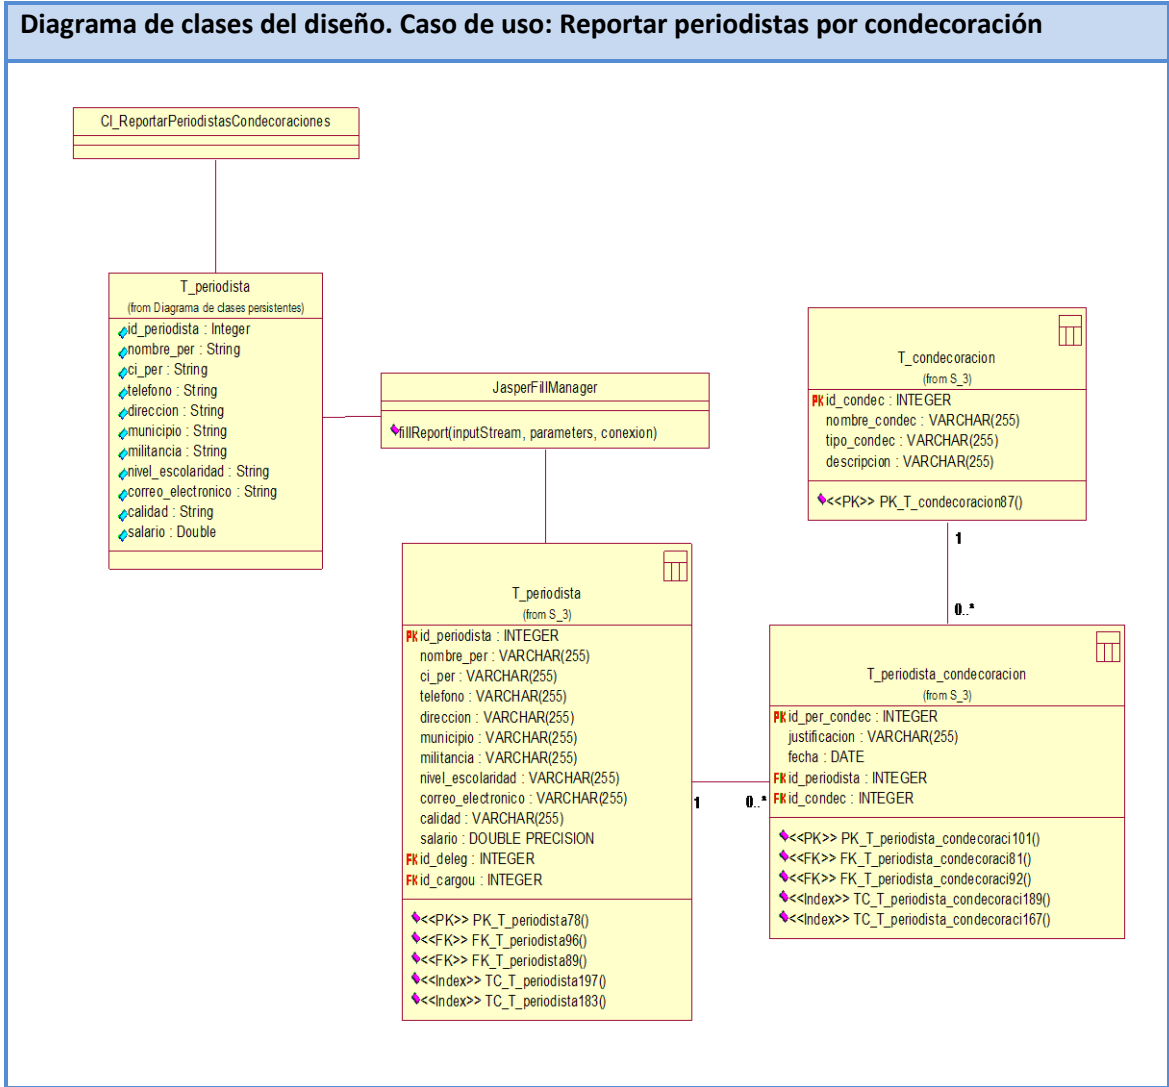 Diagrama de clases del diseño. Caso de uso: Reportar periodistas por condecoración
CI_ReportarPeriodistasCondecoraciones
T_periodista
(from Diagrama de clases persistentes)
id_periodista : Integer
nombre_per : String
ci_per : String
telefono : String
direccion : String
municipio : String
militancia : String
nivel_escolaridad : String
correo_electronico : String
calidad : String
salario : Double
JasperFillManager
fillReport(inputStream, parameters, conexion)
T_condecoracion
(from S_3)
PK id_condec : INTEGER
nombre_condec : VARCHAR(255)
tipo_condec : VARCHAR(255)
descripcion : VARCHAR(255)
<<PK>> PK_T_condecoracion87()
1
0..*
T_periodista
(from S_3)
PK id_periodista : INTEGER
nombre_per : VARCHAR(255)
ci_per : VARCHAR(255)
telefono : VARCHAR(255)
direccion : VARCHAR(255)
municipio : VARCHAR(255)
militancia : VARCHAR(255)
nivel_escolaridad : VARCHAR(255)
correo_electronico : VARCHAR(255)
calidad : VARCHAR(255)
salario : DOUBLE PRECISION
FK id_deleg : INTEGER
FK id_cargou : INTEGER
<<PK>> PK_T_periodista78()
<<FK>> FK_T_periodista96()
<<FK>> FK_T_periodista89()
<<Index>> TC_T_periodista197()
<<Index>> TC_T_periodista183()
1
0..*
T_periodista_condecoracion
(from S_3)
PK id_per_condec : INTEGER
justificacion : VARCHAR(255)
fecha : DATE
FK id_periodista : INTEGER
FK id_condec : INTEGER
<<PK>> PK_T_periodista_condecoraci101()
<<FK>> FK_T_periodista_condecoraci81()
<<FK>> FK_T_periodista_condecoraci92()
<<Index>> TC_T_periodista_condecoraci189()
<<Index>> TC_T_periodista_condecoraci167()